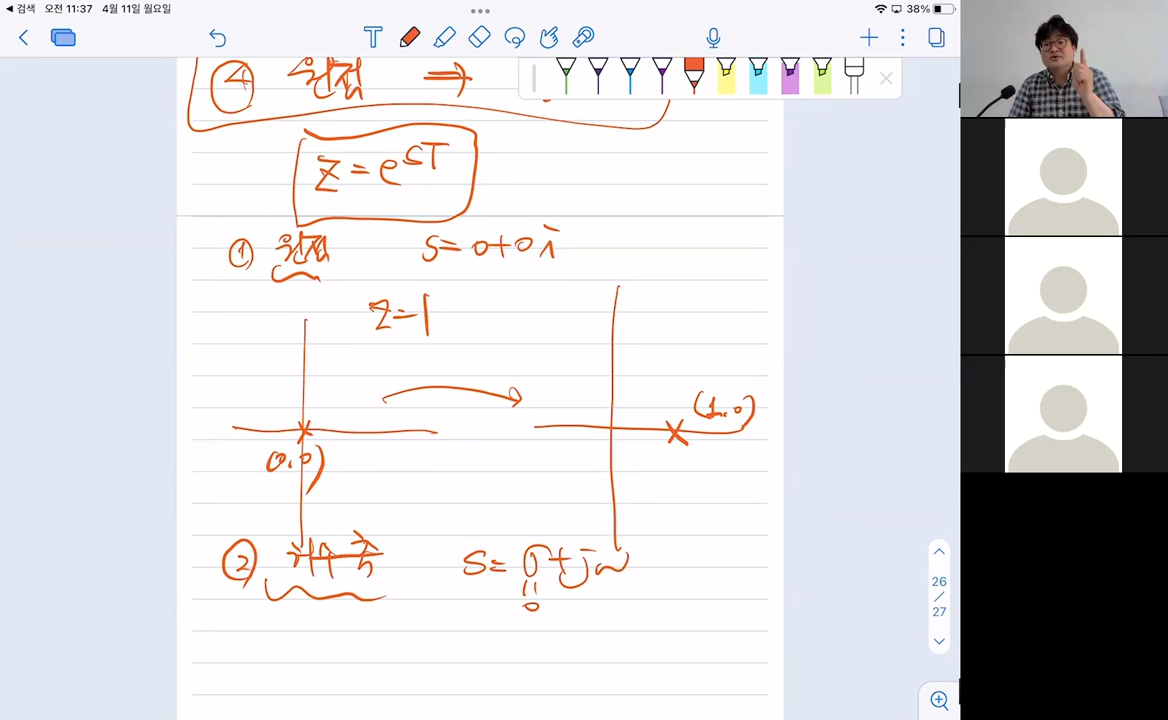 검색 오전 11:37 4월 11일 월요일
38%
④ 원점 ⇒
z = e^{sT}
① 원점 s = 0 + 0i
z = 1
(1.0)
(0.0)
② 허수축 s = σ + jω
0
26
/
27